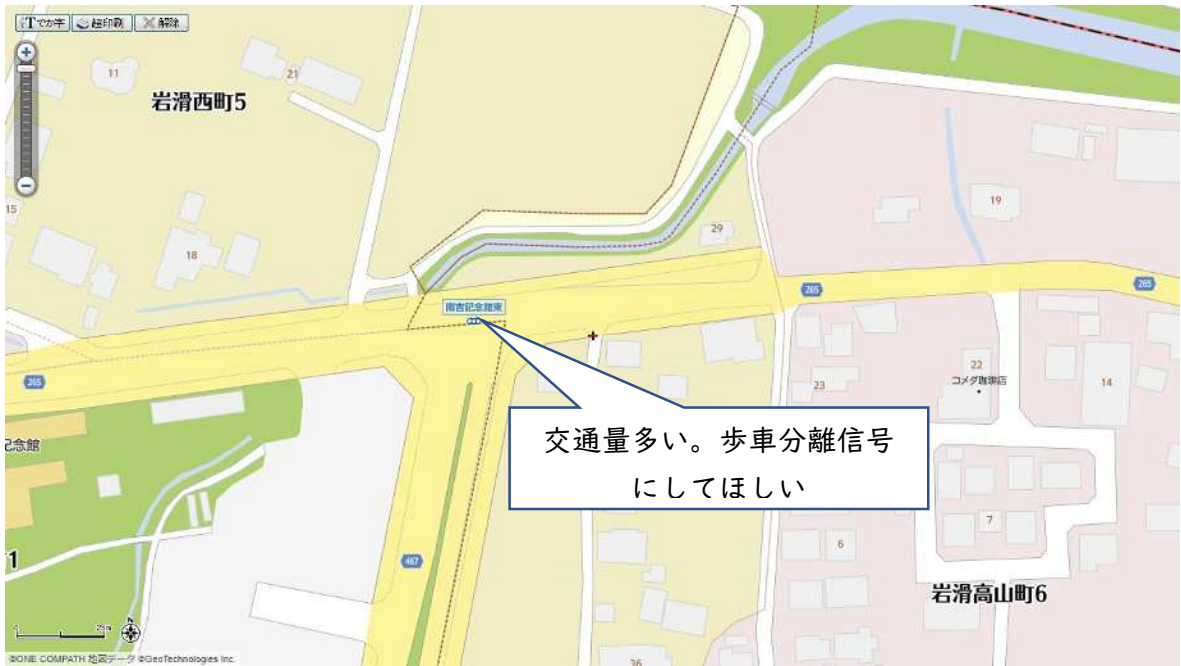 Tでか字 超印刷 解除
11
21
岩滑西町5
15
18
29
19
265
265
南吉記念館東
265
23
22
コメダ珈琲店
14
記念館
交通量多い。歩車分離信号
にしてほしい
7
6
1
467
岩滑高山町6
0 25m
N
36
©ONE COMPATH 地図データ ©GeoTechnologies Inc.